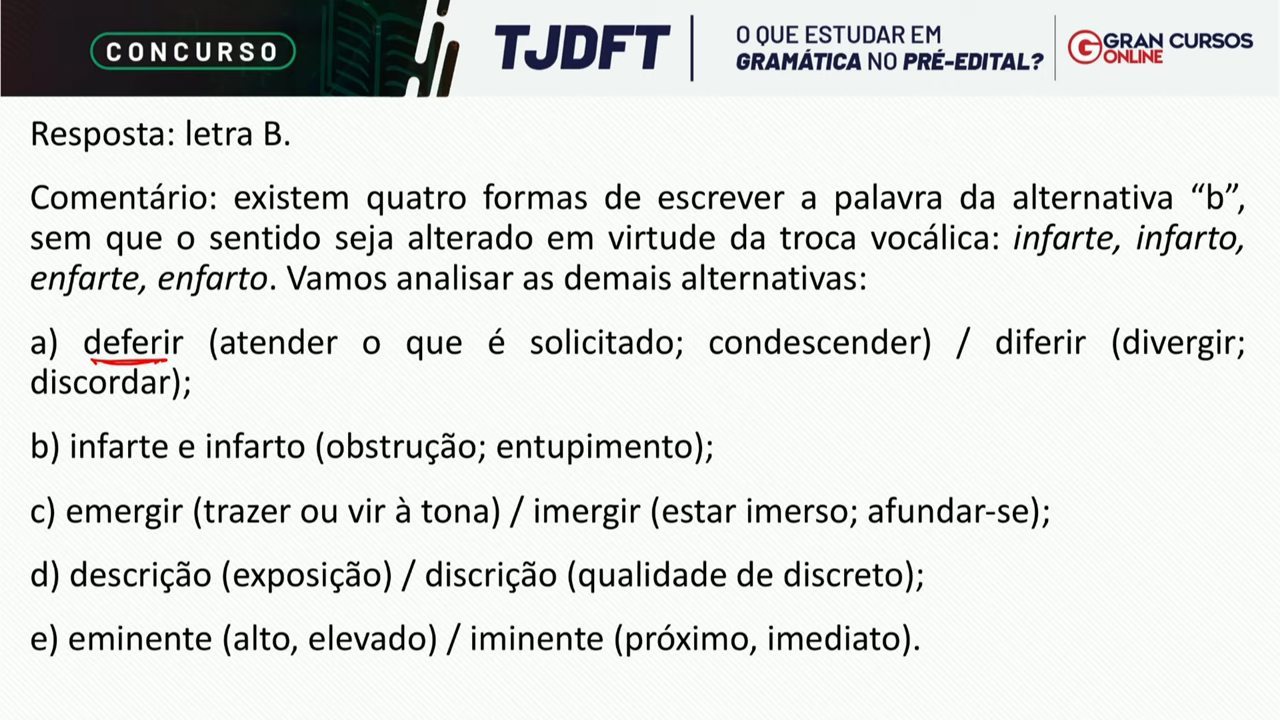 CONCURSO
TJDFT
O QUE ESTUDAR EM
GRAMÁTICA NO PRÉ-EDITAL?
GRAN CURSOS
ONLINE
Resposta: letra B.
Comentário: existem quatro formas de escrever a palavra da alternativa “b”,
sem que o sentido seja alterado em virtude da troca vocálica: infarte, infarto,
enfarte, enfarto. Vamos analisar as demais alternativas:
a) deferir (atender o que é solicitado; condescender) / diferir (divergir;
discordar);
b) infarte e infarto (obstrução; entupimento);
c) emergir (trazer ou vir à tona) / imergir (estar imerso; afundar-se);
d) descrição (exposição) / discrição (qualidade de discreto);
e) eminente (alto, elevado) / iminente (próximo, imediato).